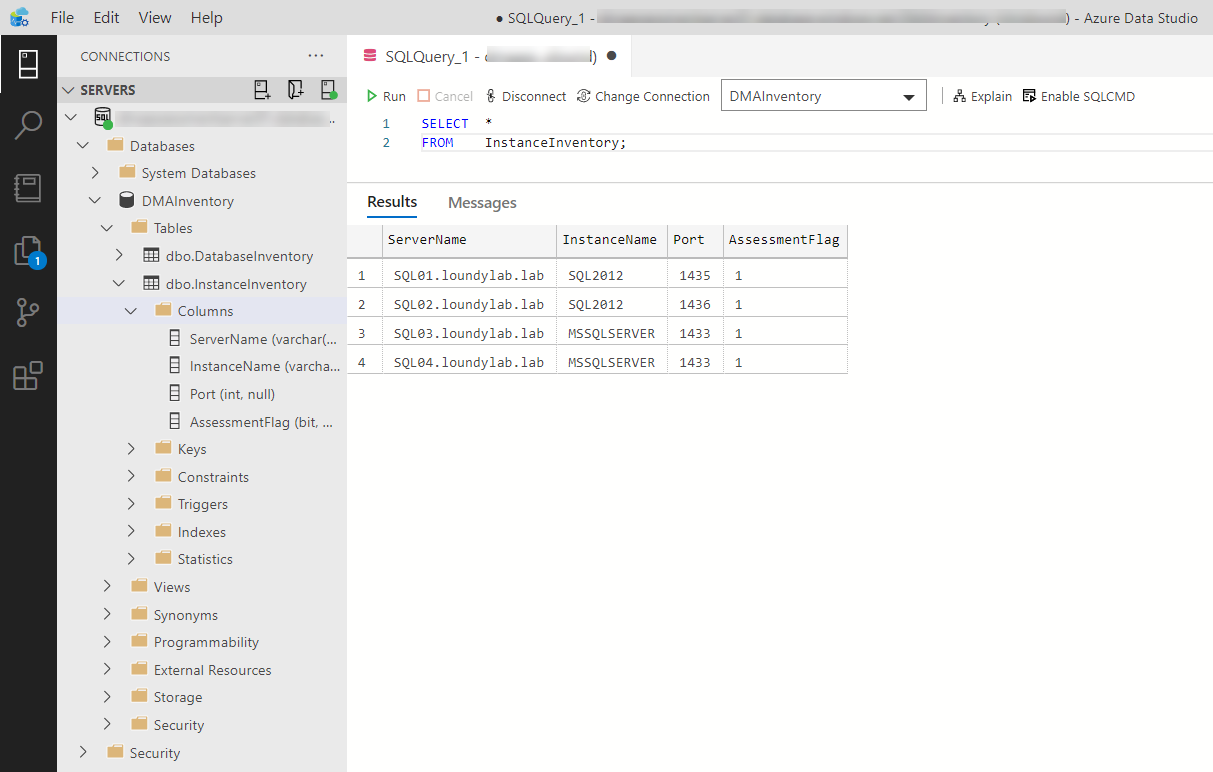 File Edit View Help
● SQLQuery_1 - ) - Azure Data Studio
CONNECTIONS ...
SERVERS
SQL ..
Databases
System Databases
DMAInventory
Tables
dbo.DatabaseInventory
dbo.InstanceInventory
Columns
ServerName (varchar(...
InstanceName (varcha...
Port (int, null)
AssessmentFlag (bit, ...
Keys
Constraints
Triggers
Indexes
Statistics
Views
Synonyms
Programmability
External Resources
Storage
Security
Security
1
SQLQuery_1 - ) ●
Run Cancel Disconnect Change Connection DMAInventory Explain Enable SQLCMD
1 SELECT *
2 FROM InstanceInventory;
Results Messages
ServerName InstanceName Port AssessmentFlag
1 SQL01.loundylab.lab SQL2012 1435 1
2 SQL02.loundylab.lab SQL2012 1436 1
3 SQL03.loundylab.lab MSSQLSERVER 1433 1
4 SQL04.loundylab.lab MSSQLSERVER 1433 1